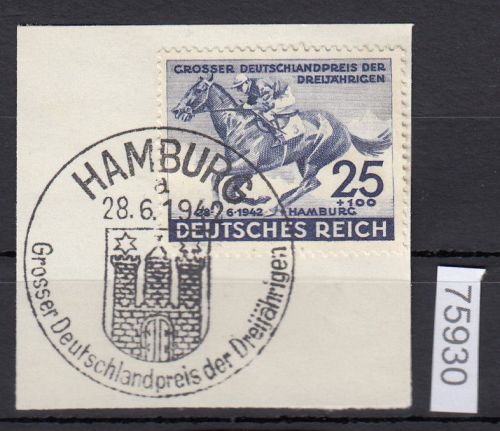 GROSSER DEUTSCHLANDPREIS DER
DREIJÄHRIGEN
25
+100
28 6·1942 HAMBURG
DEUTSCHES REICH
HAMBURG
a
28.6.1942
Grosser Deutschlandpreis der Dreijährigen
75930